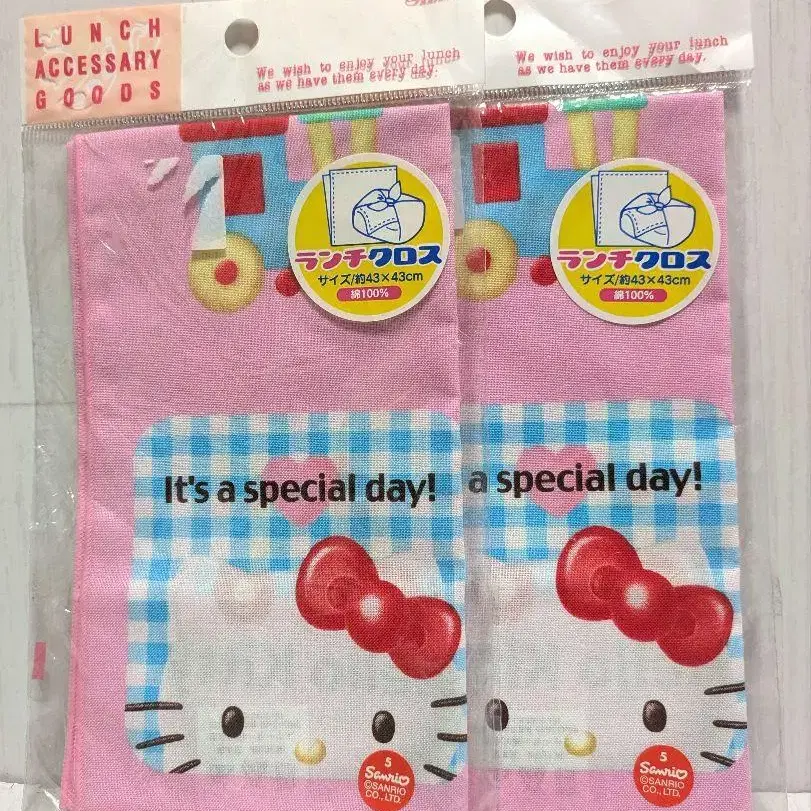 LUNCH
ACCESSARY
GOODS
We wish to enjoy your lunch
as we have them every day.
We wish to enjoy your lunch
as we have them every day.
ランチクロス
サイズ/約43×43cm
綿100%
ランチクロス
サイズ/約43×43cm
綿100%
It's a special day!
a special day!
5
Sanrio
©SANRIO
CO., LTD.
5
Sanrio
©SANRIO
CO., LTD.